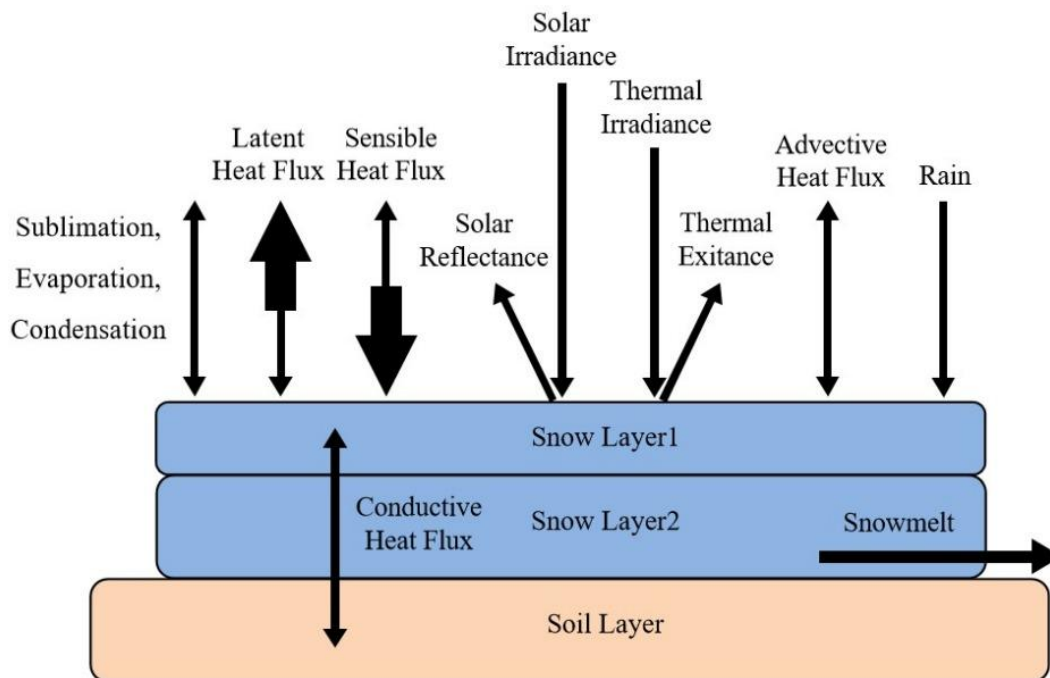 Solar
Irradiance
Thermal
Irradiance
Latent
Heat Flux
Sensible
Heat Flux
Advective
Heat Flux
Rain
Sublimation,
Evaporation,
Condensation
Solar
Reflectance
Thermal
Exitance
Snow Layer1
Conductive
Heat Flux
Snow Layer2
Snowmelt
Soil Layer